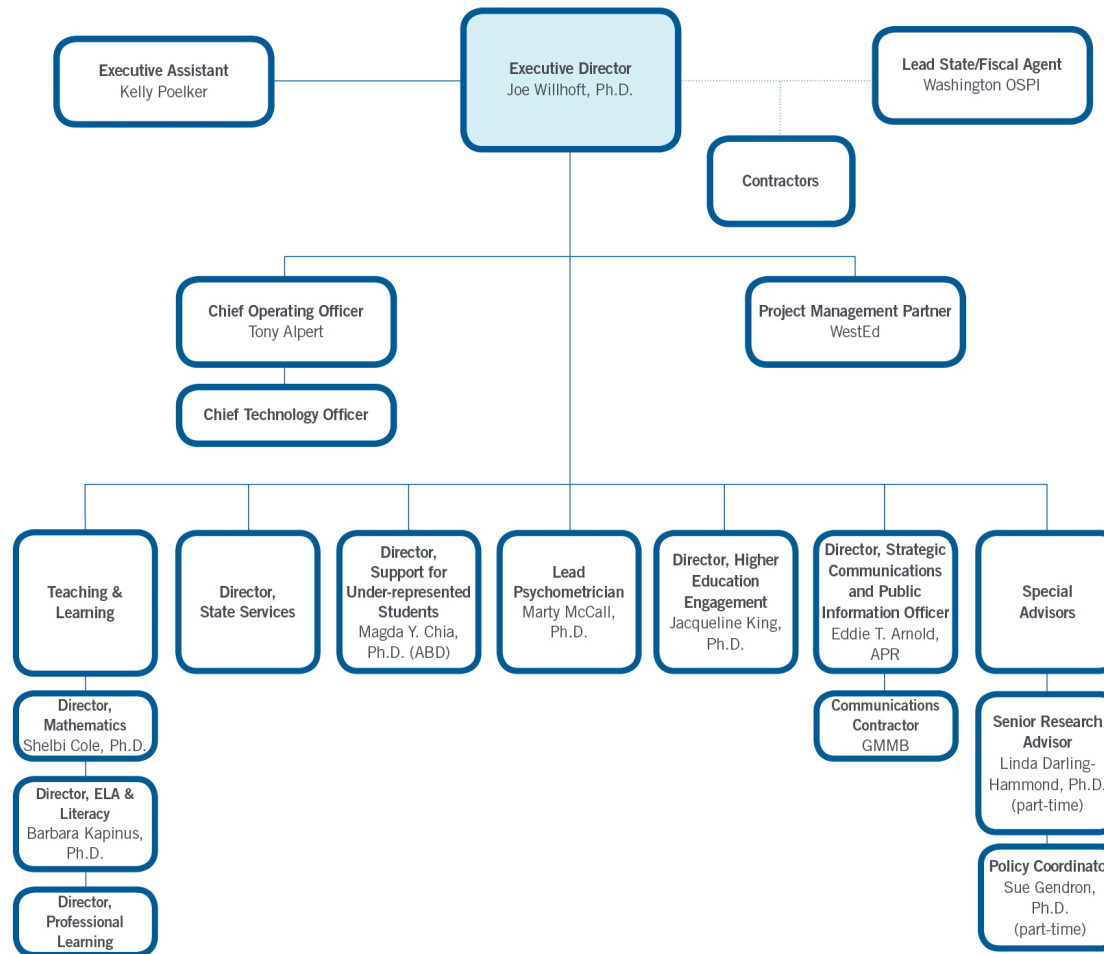 Executive Assistant
Kelly Poelker
Executive Director
Joe Willhoft, Ph.D.
Lead State/Fiscal Agent
Washington OSPI
Contractors
Chief Operating Officer
Tony Alpert
Project Management Partner
WestEd
Chief Technology Officer
Teaching &
Learning
Director,
State Services
Director,
Support for
Under-represented
Students
Magda Y. Chia,
Ph.D. (ABD)
Lead
Psychometrician
Marty McCall,
Ph.D.
Director, Higher
Education
Engagement
Jacqueline King,
Ph.D.
Director, Strategic
Communications
and Public
Information Officer
Eddie T. Arnold,
APR
Special
Advisors
Director,
Mathematics
Shelbi Cole, Ph.D.
Communications
Contractor
GMMB
Senior Research
Advisor
Linda Darling-
Hammond, Ph.D.
(part-time)
Director, ELA &
Literacy
Barbara Kapinus,
Ph.D.
Policy Coordinato
Sue Gendron,
Ph.D.
(part-time)
Director,
Professional
Learning